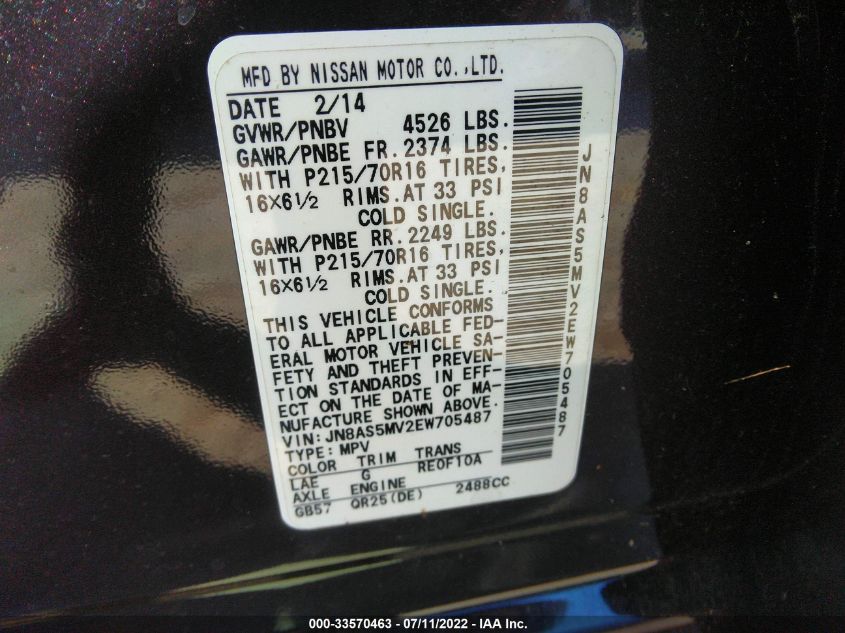 MFD BY NISSAN MOTOR CO.,LTD.
DATE 2/14
GVWR/PNBV 4526 LBS.
GAWR/PNBE FR. 2374 LBS.
WITH P215/70R16 TIRES,
16X6½ RIMS.AT 33 PSI
COLD SINGLE.
GAWR/PNBE RR. 2249 LBS.
WITH P215/70R16 TIRES,
16X6½ RIMS.AT 33 PSI
COLD SINGLE.
THIS VEHICLE CONFORMS
TO ALL APPLICABLE FED-
ERAL MOTOR VEHICLE SA-
FETY AND THEFT PREVEN-
TION STANDARDS IN EFF-
ECT ON THE DATE OF MA-
NUFACTURE SHOWN ABOVE.
VIN:JN8AS5MV2EW705487
TYPE:MPV
COLOR TRIM TRANS
LAE G RE0F10A
AXLE ENGINE
GB57 QR25(DE) 2488CC
JN8AS5MV2EW705487
000-33570463 - 07/11/2022 - IAA Inc.